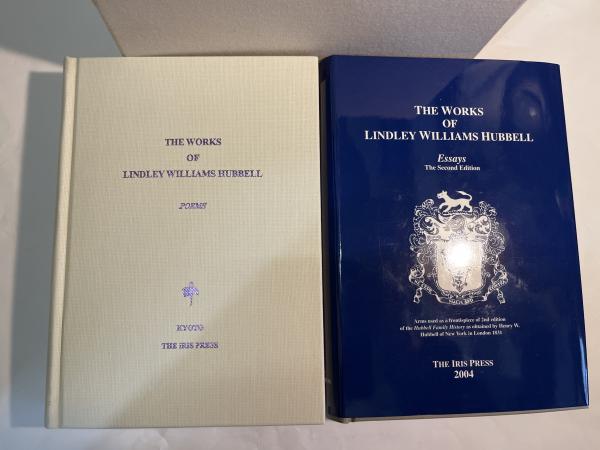 THE WORKS
OF
LINDLEY WILLIAMS HUBBELL
POEMS
KYOTO
THE IRIS PRESS
THE WORKS
OF
LINDLEY WILLIAMS HUBBELL
Essays
The Second Edition
Arms used as a frontispiece of 2nd edition
of the Hubbell Family History as obtained by Henry W.
Hubbell of New York in London 1834
THE IRIS PRESS
2004